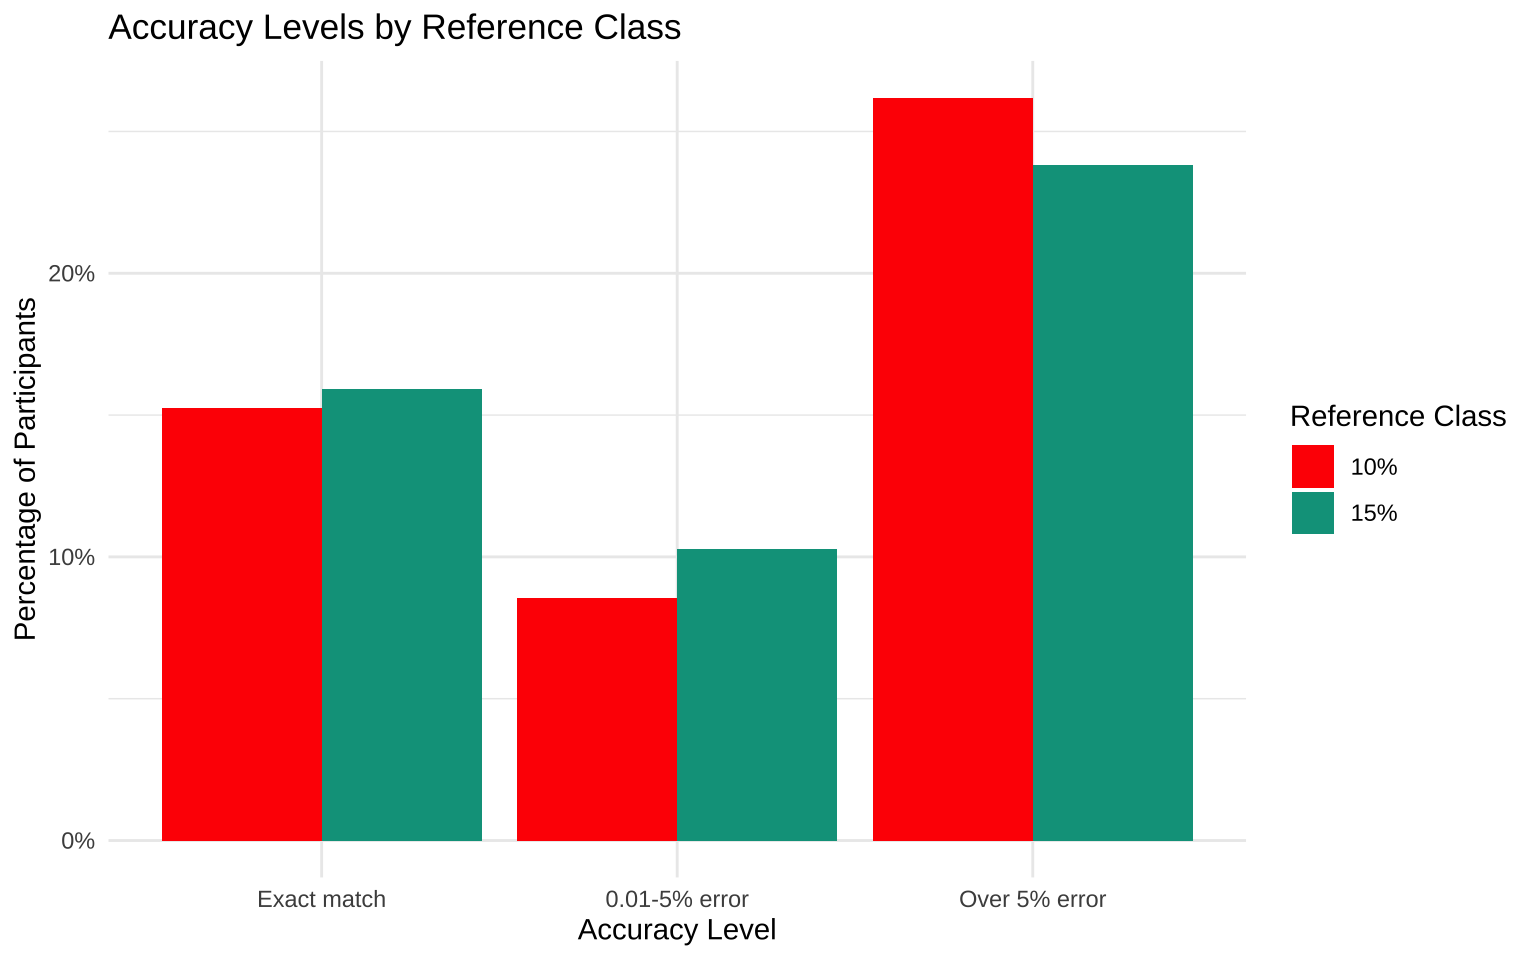 Accuracy Levels by Reference Class
Percentage of Participants
20%
10%
0%
Exact match
0.01-5% error
Over 5% error
Accuracy Level
Reference Class
10%
15%